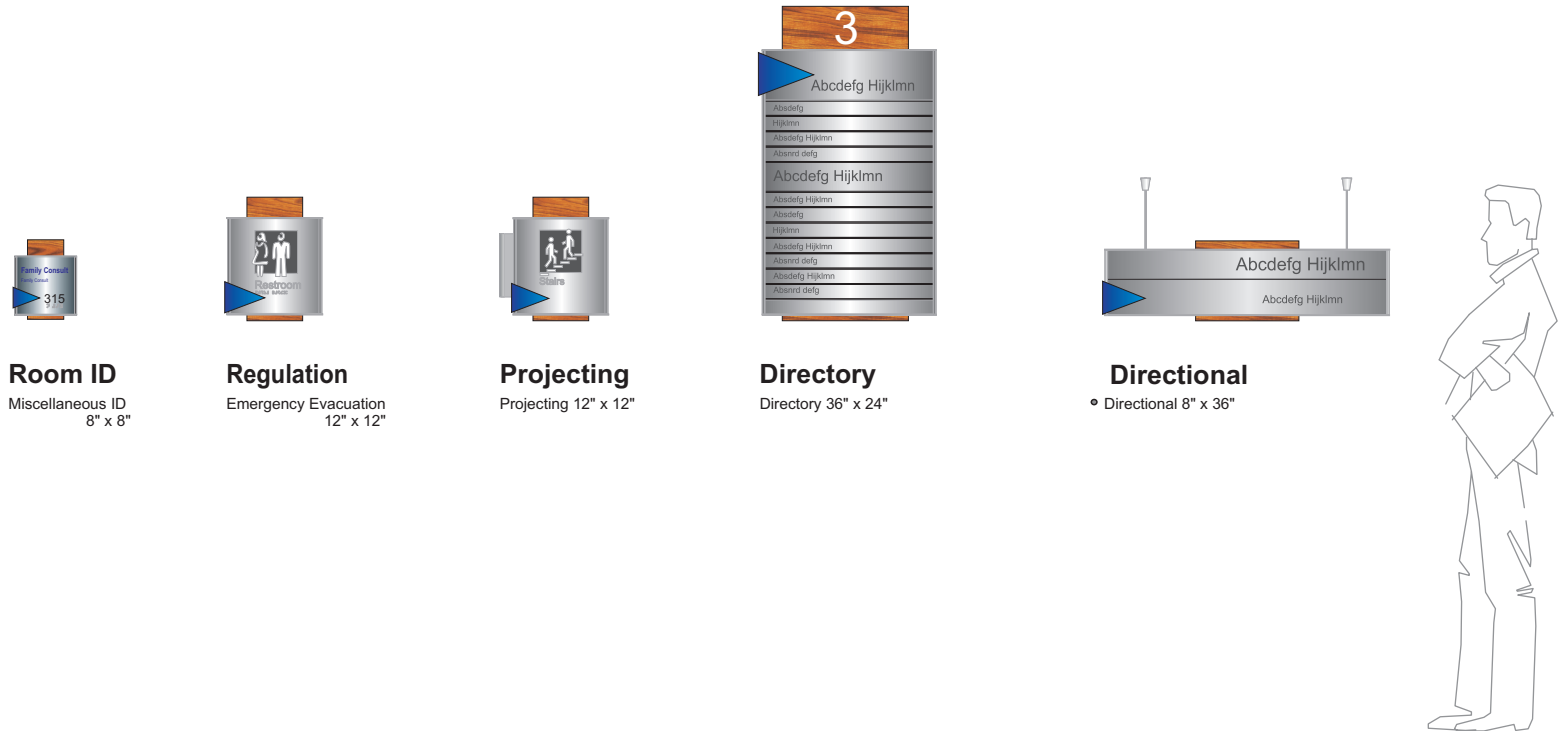 Family Consult
Family Consult
315
Restroom
Stairs
3
Abcdefg Hijklmn
Absdefg
Hijklmn
Absdefg Hijklmn
Absnrd defg
Abcdefg Hijklmn
Absdefg Hijklmn
Absdefg
Hijklmn
Absdefg Hijklmn
Absnrd defg
Absdefg Hijklmn
Absnrd defg
Abcdefg Hijklmn
Abcdefg Hijklmn
Room ID
Miscellaneous ID
8" x 8"
Regulation
Emergency Evacuation
12" x 12"
Projecting
Projecting 12" x 12"
Directory
Directory 36" x 24"
Directional
Directional 8" x 36"